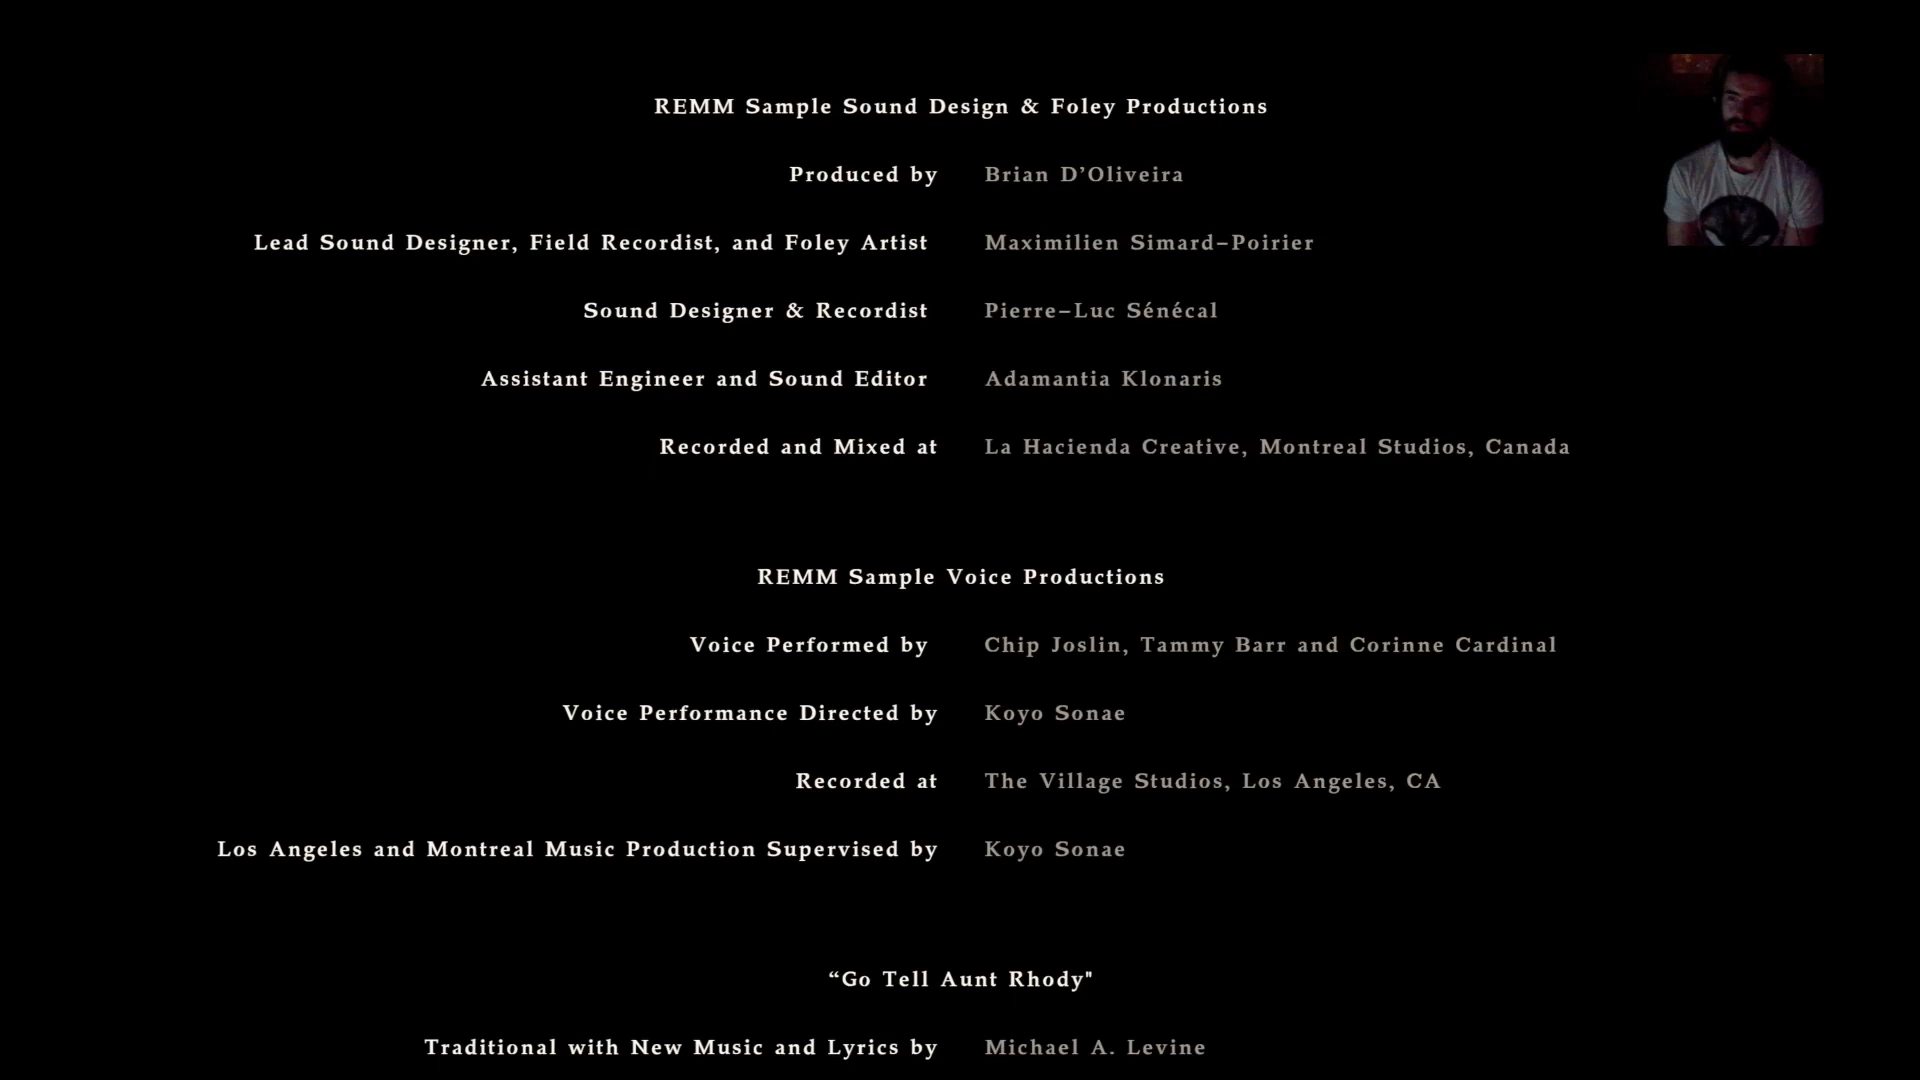 REMM Sample Sound Design & Foley Productions
Produced by Brian D’Oliveira
Lead Sound Designer, Field Recordist, and Foley Artist Maximilien Simard–Poirier
Sound Designer & Recordist Pierre–Luc Sénécal
Assistant Engineer and Sound Editor Adamantia Klonaris
Recorded and Mixed at La Hacienda Creative, Montreal Studios, Canada
REMM Sample Voice Productions
Voice Performed by Chip Joslin, Tammy Barr and Corinne Cardinal
Voice Performance Directed by Koyo Sonae
Recorded at The Village Studios, Los Angeles, CA
Los Angeles and Montreal Music Production Supervised by Koyo Sonae
“Go Tell Aunt Rhody"
Traditional with New Music and Lyrics by Michael A. Levine